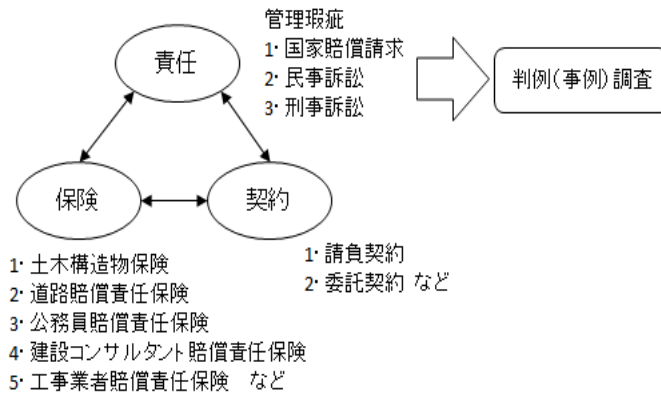 管理瑕疵
1・国家賠償請求
2・民事訴訟
3・刑事訴訟
責任
判例(事例)調査
保険
契約
1・土木構造物保険
2・道路賠償責任保険
3・公務員賠償責任保険
4・建設コンサルタント賠償責任保険
5・工事業者賠償責任保険 など
1・請負契約
2・委託契約 など